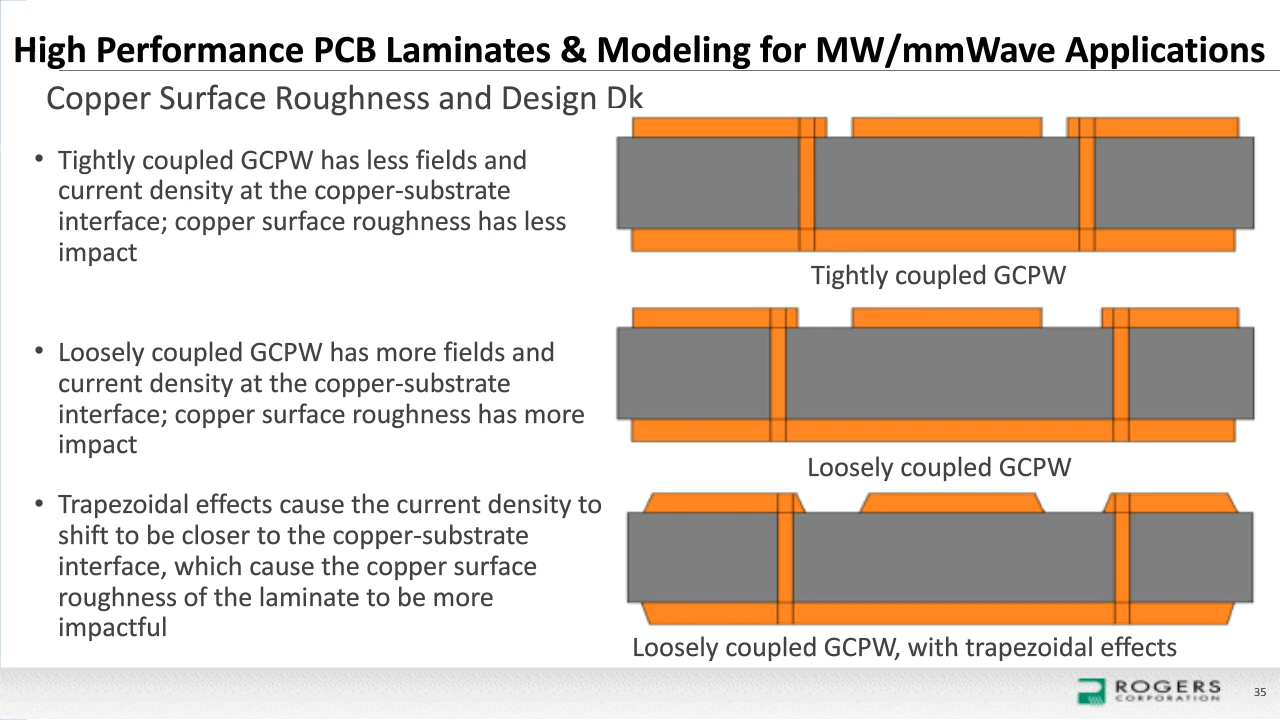 High Performance PCB Laminates & Modeling for MW/mmWave Applications
Copper Surface Roughness and Design Dk
• Tightly coupled GCPW has less fields and
current density at the copper-substrate
interface; copper surface roughness has less
impact
Tightly coupled GCPW
• Loosely coupled GCPW has more fields and
current density at the copper-substrate
interface; copper surface roughness has more
impact
Loosely coupled GCPW
• Trapezoidal effects cause the current density to
shift to be closer to the copper-substrate
interface, which cause the copper surface
roughness of the laminate to be more
impactful
Loosely coupled GCPW, with trapezoidal effects
ROGERS
CORPORATION
35